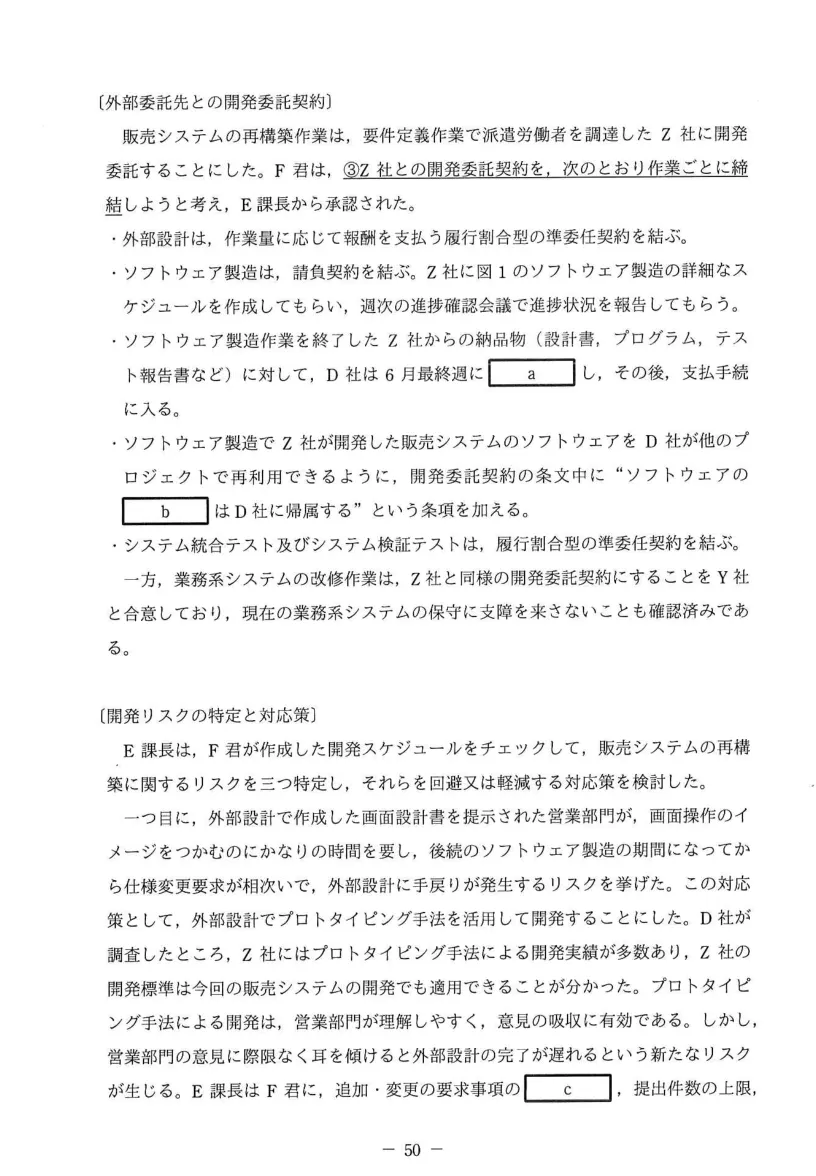 〔外部委託先との開発委託契約〕
販売システムの再構築作業は，要件定義作業で派遣労働者を調達した Z 社に開発
委託することにした。F 君は，③Z 社との開発委託契約を，次のとおり作業ごとに締
結しようと考え，E 課長から承認された。
・外部設計は，作業量に応じて報酬を支払う履行割合型の準委任契約を結ぶ。
・ソフトウェア製造は，請負契約を結ぶ。Z 社に図 1 のソフトウェア製造の詳細なス
ケジュールを作成してもらい，週次の進捗確認会議で進捗状況を報告してもらう。
・ソフトウェア製造作業を終了した Z 社からの納品物（設計書，プログラム，テス
ト報告書など）に対して，D 社は 6 月最終週に a し，その後，支払手続
に入る。
・ソフトウェア製造で Z 社が開発した販売システムのソフトウェアを D 社が他のプ
ロジェクトで再利用できるように，開発委託契約の条文中に“ソフトウェアの
b は D 社に帰属する”という条項を加える。
・システム統合テスト及びシステム検証テストは，履行割合型の準委任契約を結ぶ。
一方，業務系システムの改修作業は，Z 社と同様の開発委託契約にすることを Y 社
と合意しており，現在の業務系システムの保守に支障を来さないことも確認済みであ
る。
〔開発リスクの特定と対応策〕
E 課長は，F 君が作成した開発スケジュールをチェックして，販売システムの再構
築に関するリスクを三つ特定し，それらを回避又は軽減する対応策を検討した。
一つ目に，外部設計で作成した画面設計書を提示された営業部門が，画面操作のイ
メージをつかむのにかなりの時間を要し，後続のソフトウェア製造の期間になってか
ら仕様変更要求が相次いで，外部設計に手戻りが発生するリスクを挙げた。この対応
策として，外部設計でプロトタイピング手法を活用して開発することにした。D 社が
調査したところ，Z 社にはプロトタイピング手法による開発実績が多数あり，Z 社の
開発標準は今回の販売システムの開発でも適用できることが分かった。プロトタイピ
ング手法による開発は，営業部門が理解しやすく，意見の吸収に有効である。しかし，
営業部門の意見に際限なく耳を傾けると外部設計の完了が遅れるという新たなリスク
が生じる。E 課長は F 君に，追加・変更の要求事項の c ，提出件数の上限，
－ 50 －